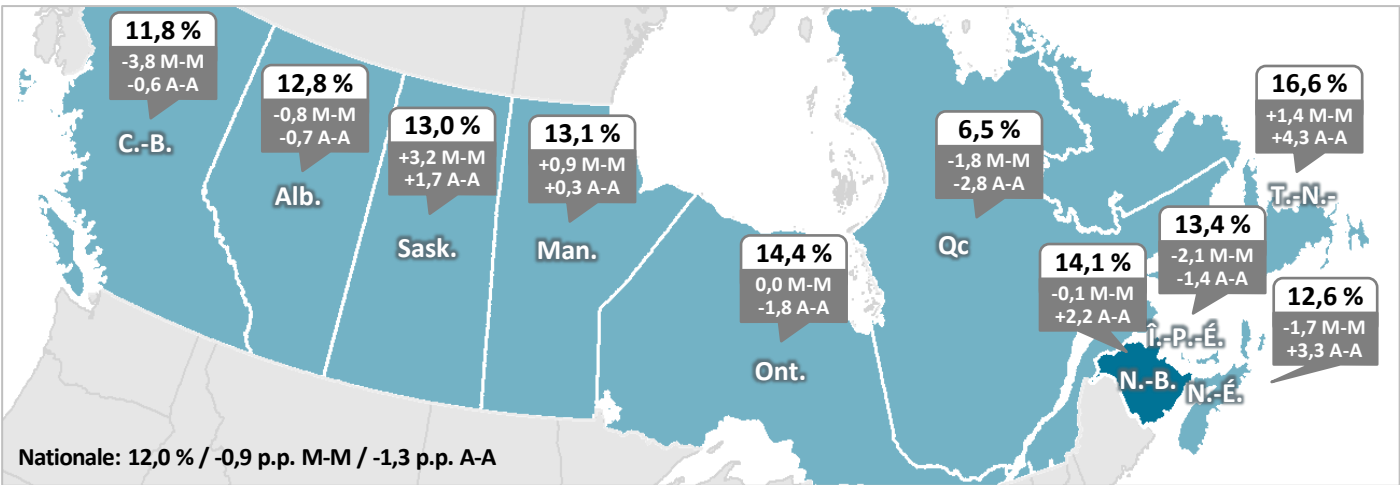 11,8 %
-3,8 M-M
-0,6 A-A
C.-B.
12,8 %
-0,8 M-M
-0,7 A-A
Alb.
13,0 %
+3,2 M-M
+1,7 A-A
Sask.
13,1 %
+0,9 M-M
+0,3 A-A
Man.
14,4 %
0,0 M-M
-1,8 A-A
Ont.
6,5 %
-1,8 M-M
-2,8 A-A
Qc
16,6 %
+1,4 M-M
+4,3 A-A
T.-N.-
13,4 %
-2,1 M-M
-1,4 A-A
Î.-P.-É.
14,1 %
-0,1 M-M
+2,2 A-A
N.-B.
12,6 %
-1,7 M-M
+3,3 A-A
N.-É.
Nationale: 12,0 % / -0,9 p.p. M-M / -1,3 p.p. A-A